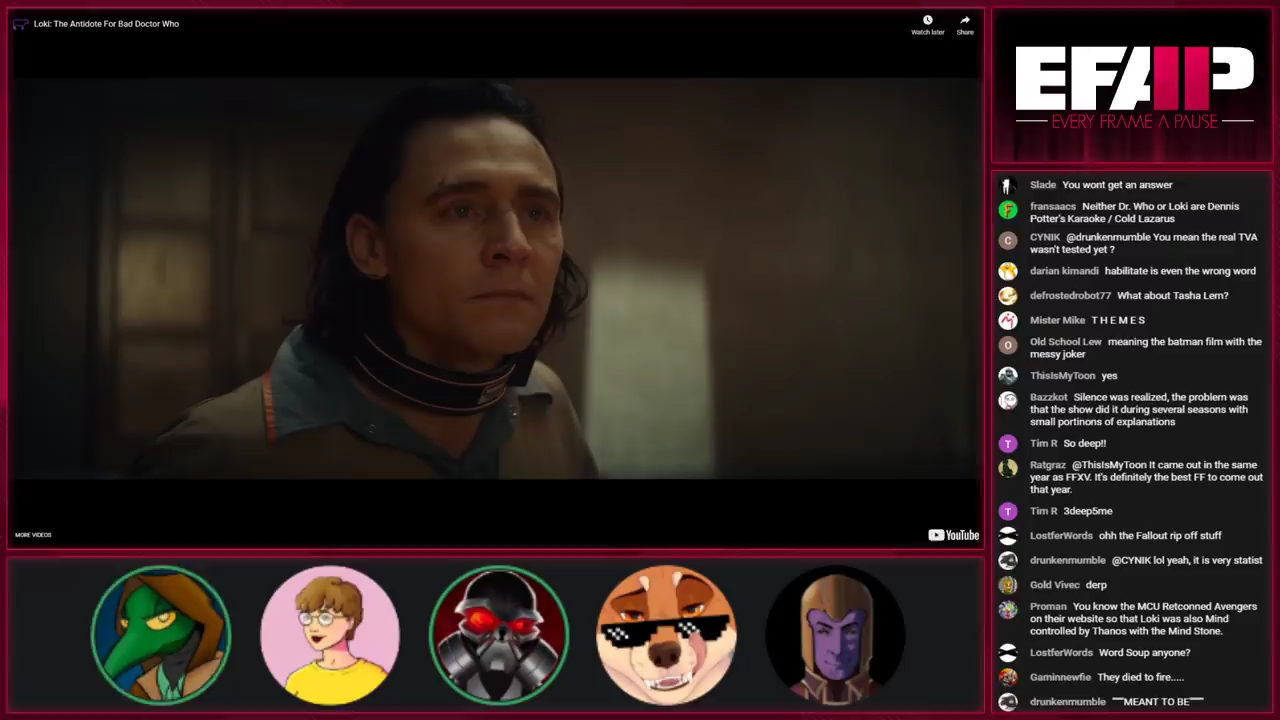 Loki: The Antidote For Bad Doctor Who
Watch later
Share
MORE VIDEOS
YouTube
EFAP
EVERY FRAME A PAUSE
Slade You wont get an answer
fransaacs Neither Dr. Who or Loki are Dennis
Potter's Karaoke / Cold Lazarus
CYNIK @drunkenmumble You mean the real TVA
wasn't tested yet ?
darian kimandi habilitate is even the wrong word
defrostedrobot77 What about Tasha Lem?
Mister Mike T H E M E S
Old School Lew meaning the batman film with the
messy joker
ThisIsMyToon yes
Bazzkot Silence was realized, the problem was
that the show did it during several seasons with
small portinons of explanations
Tim R So deep!!
Ratgraz @ThisIsMyToon It came out in the same
year as FFXV. It's definitely the best FF to come out
that year.
Tim R 3deep5me
LostferWords ohh the Fallout rip off stuff
drunkenmumble @CYNIK lol yeah, it is very statist
Gold Vivec derp
Proman You know the MCU Retconned Avengers
on their website so that Loki was also Mind
controlled by Thanos with the Mind Stone.
LostferWords Word Soup anyone?
Gaminnewfie They died to fire.....
drunkenmumble """MEANT TO BE"""